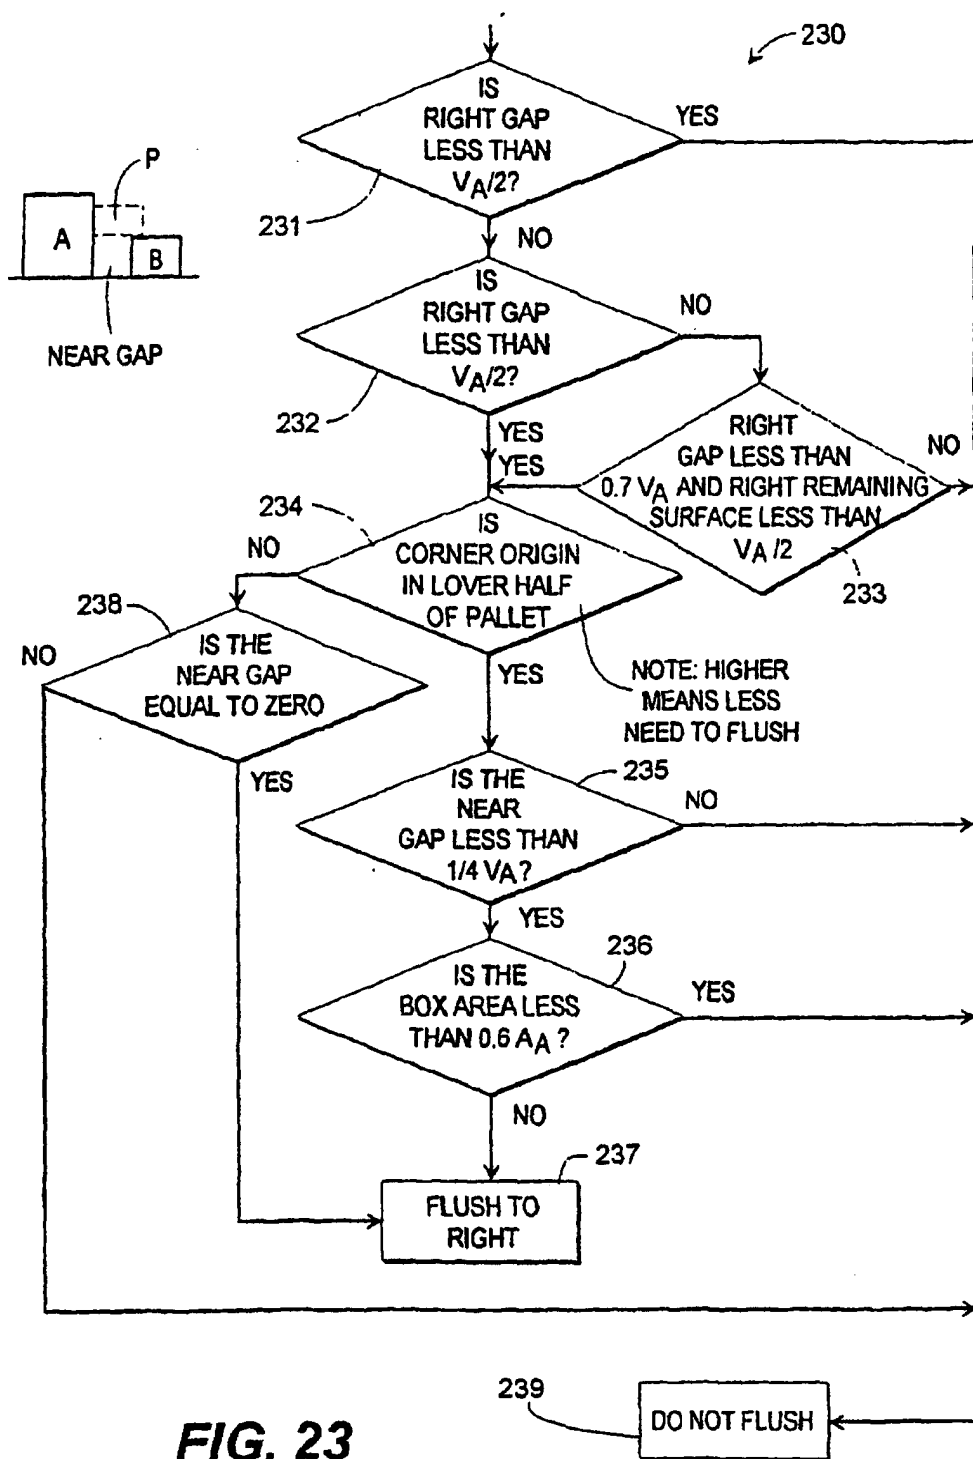 230
IS
RIGHT GAP
LESS THAN
VA/2?
YES
231
NO
P
A
B
NEAR GAP
IS
RIGHT GAP
LESS THAN
VA/2?
NO
232
YES
YES
RIGHT
GAP LESS THAN
0.7 VA AND RIGHT REMAINING
SURFACE LESS THAN
VA/2
NO
233
234
IS
CORNER ORIGIN
IN LOVER HALF
OF PALLET
NO
YES
NOTE: HIGHER
MEANS LESS
NEED TO FLUSH
238
IS THE
NEAR GAP
EQUAL TO ZERO
NO
YES
235
IS THE
NEAR
GAP LESS THAN
1/4 VA?
NO
YES
236
IS THE
BOX AREA LESS
THAN 0.6 AA?
YES
NO
237
FLUSH TO
RIGHT
239
DO NOT FLUSH
FIG. 23